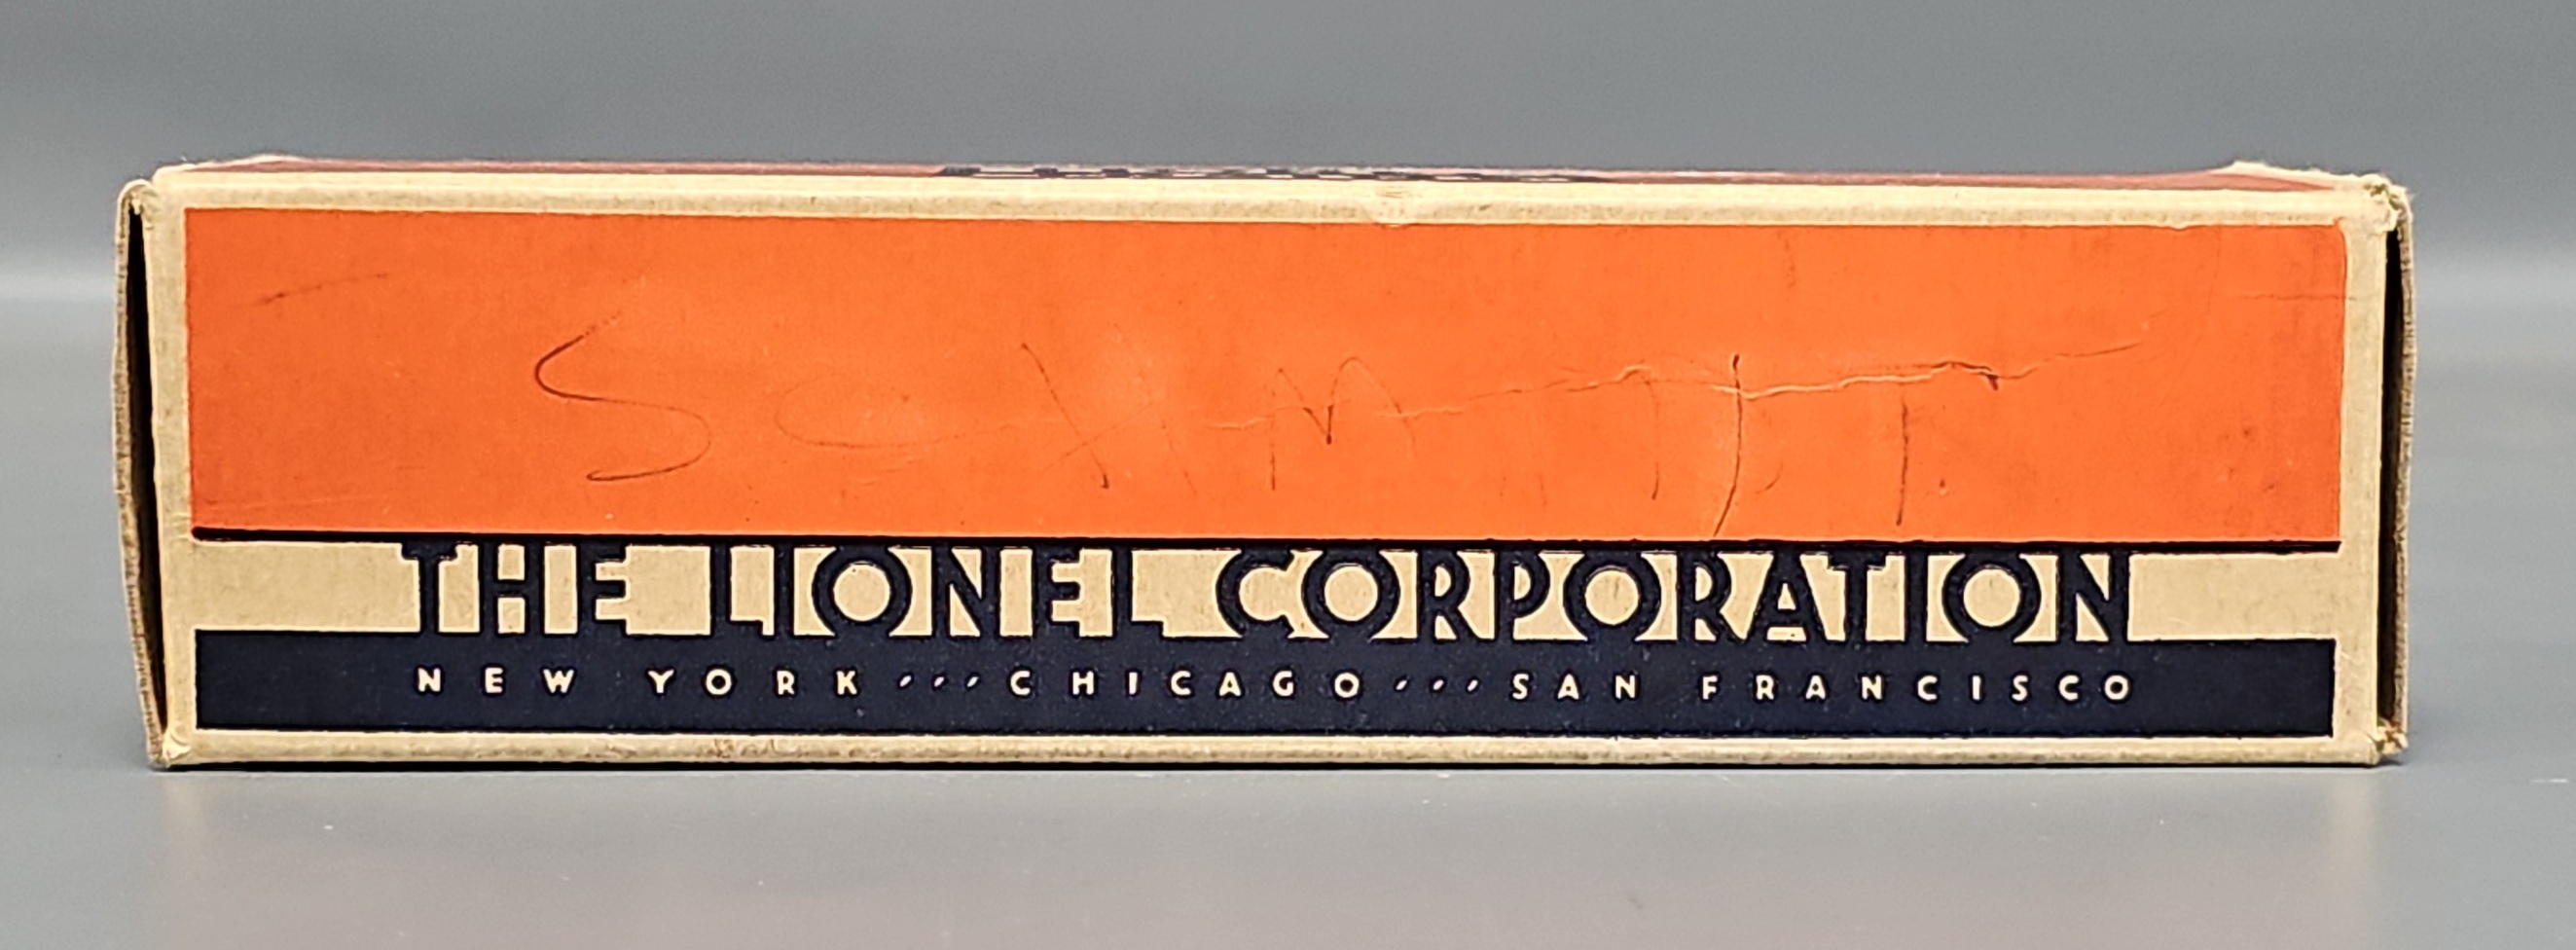 THE LIONEL CORPORATION
NEW YORK ··· CHICAGO ··· SAN FRANCISCO